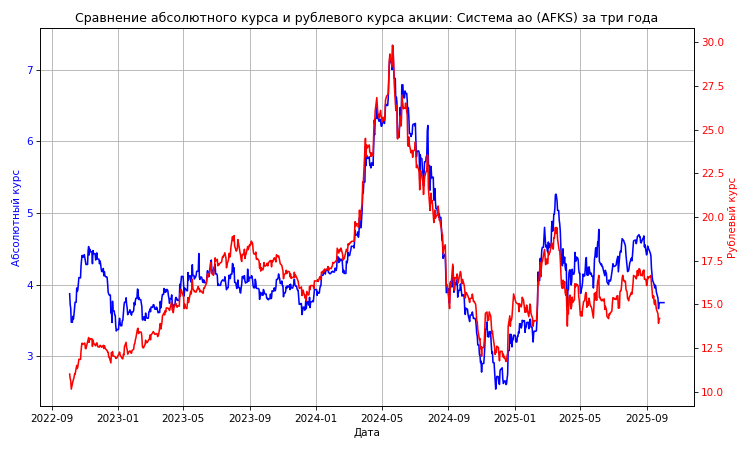 Сравнение абсолютного курса и рублевого курса акции: Система ао (AFKS) за три года
Абсолютный курс
7
6
5
4
3
30.0
27.5
25.0
22.5
20.0
17.5
15.0
12.5
10.0
Рублевый курс
2022-09 2023-01 2023-05 2023-09 2024-01 2024-05 2024-09 2025-01 2025-05 2025-09
Дата